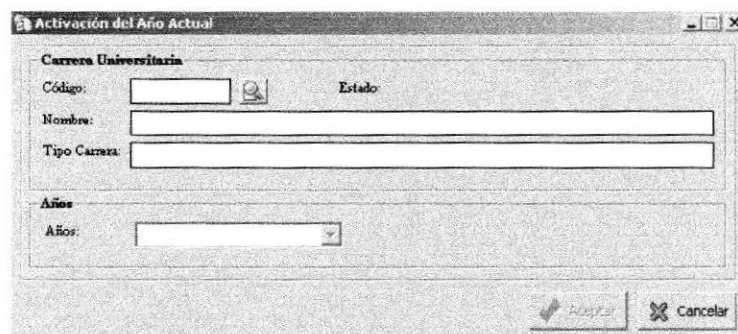 Activación del Año Actual
Carrera Universitaria
Código: Estado:
Nombre:
Tipo Carrera:
Años
Años:
Aceptar Cancelar